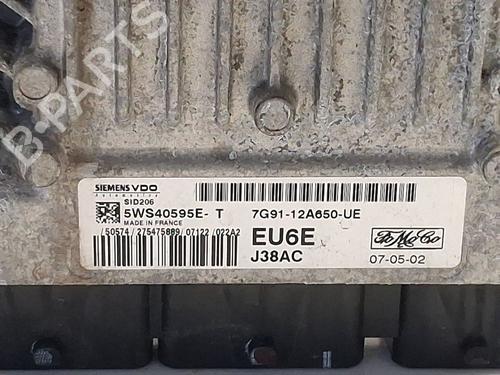 B-PARTS
SIEMENS VDO
Automotive
SID206
5WS40595E- T
MADE IN FRANCE
/ 50574 / 275475889 / 07122 / 022A2
7G91-12A650-UE
EU6E
J38AC
FoMoCo
07-05-02